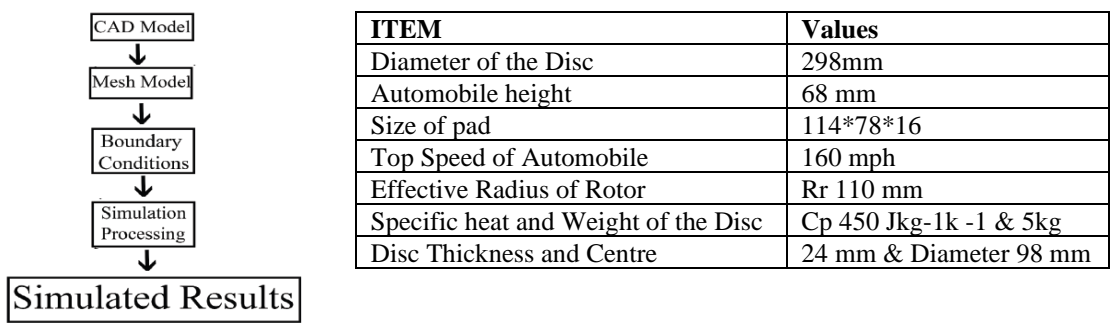 CAD Model
Mesh Model
Boundary
Conditions
Simulation
Processing
Simulated Results
ITEM Values
Diameter of the Disc 298mm
Automobile height 68 mm
Size of pad 114*78*16
Top Speed of Automobile 160 mph
Effective Radius of Rotor Rr 110 mm
Specific heat and Weight of the Disc Cp 450 Jkg-1k -1 & 5kg
Disc Thickness and Centre 24 mm & Diameter 98 mm